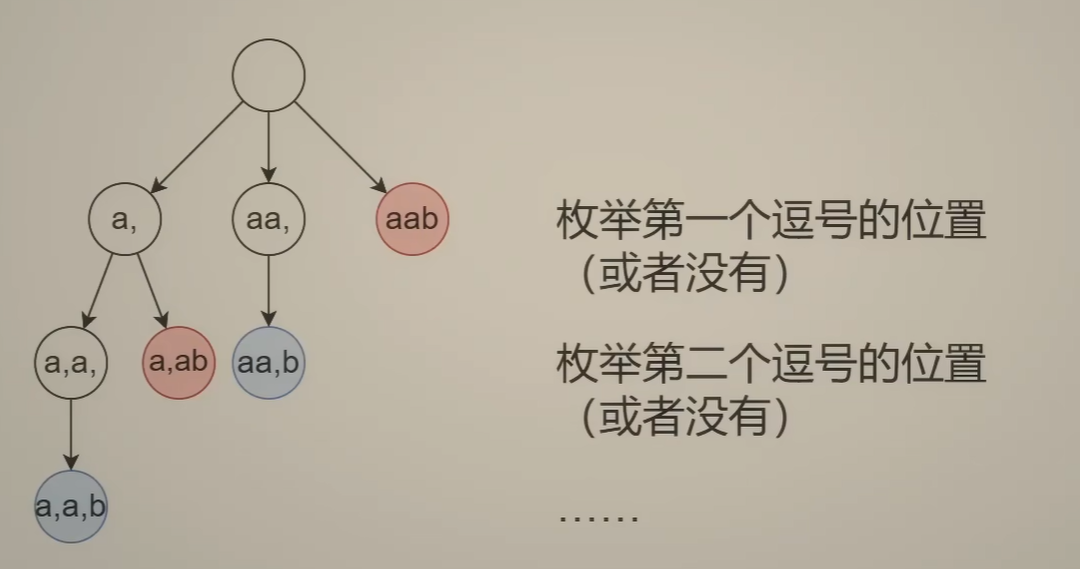 a,
aa,
aab
枚举第一个逗号的位置
（或者没有）
a,a,
a,ab
aa,b
枚举第二个逗号的位置
（或者没有）
a,a,b
……